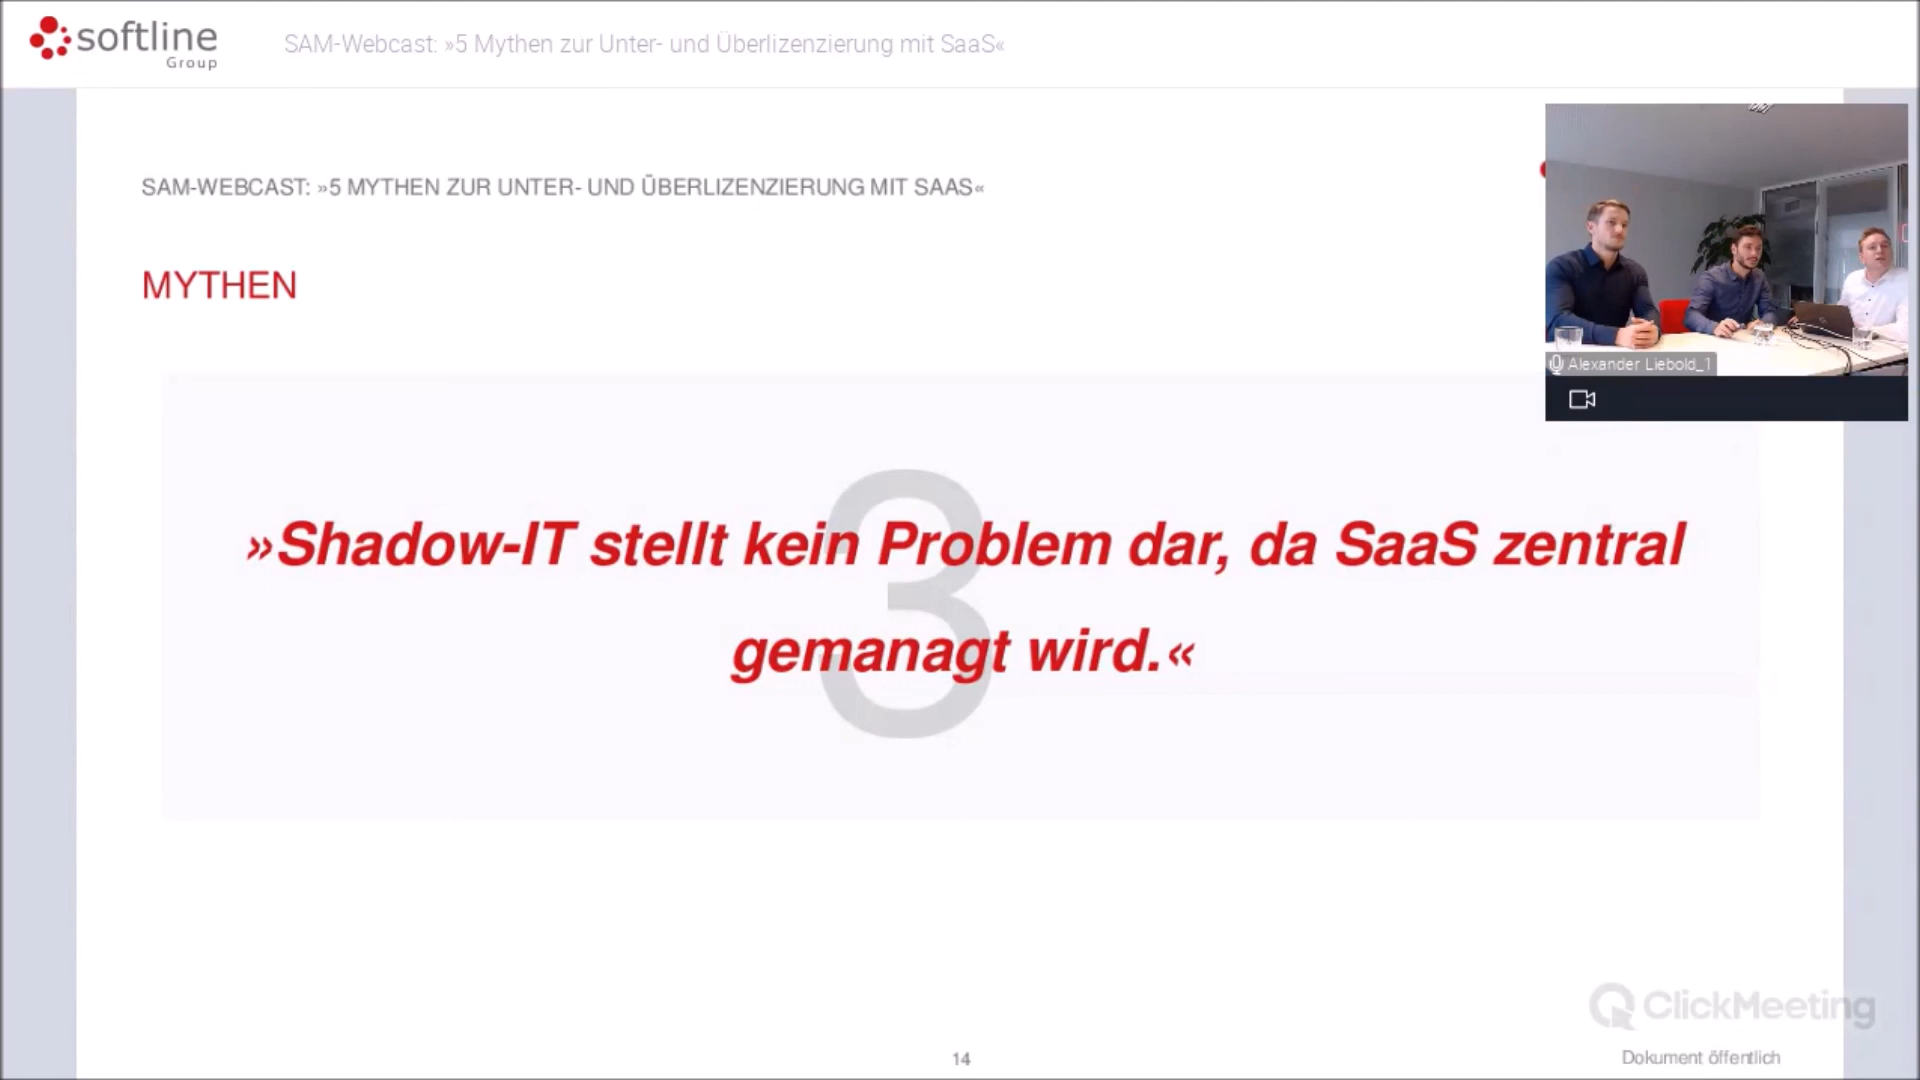 softline
Group
SAM-Webcast: »5 Mythen zur Unter- und Überlizenzierung mit SaaS«
SAM-WEBCAST: »5 MYTHEN ZUR UNTER- UND ÜBERLIZENZIERUNG MIT SAAS«
MYTHEN
Alexander Liebold_1
3
»Shadow-IT stellt kein Problem dar, da SaaS zentral
gemanagt wird.«
ClickMeeting
14
Dokument öffentlich